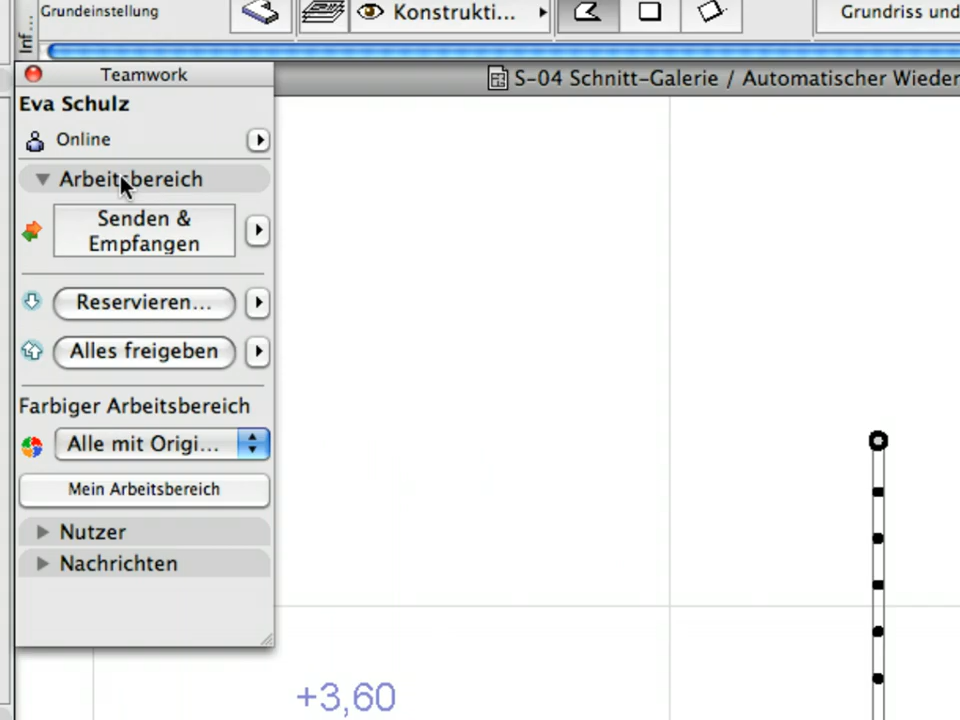 Grundeinstellung
Konstrukti...
Grundriss und
Inf...
Teamwork
S-04 Schnitt-Galerie / Automatischer Wieder
Eva Schulz
Online
Arbeitsbereich
Senden &
Empfangen
Reservieren...
Alles freigeben
Farbiger Arbeitsbereich
Alle mit Origi...
Mein Arbeitsbereich
Nutzer
Nachrichten
+3,60